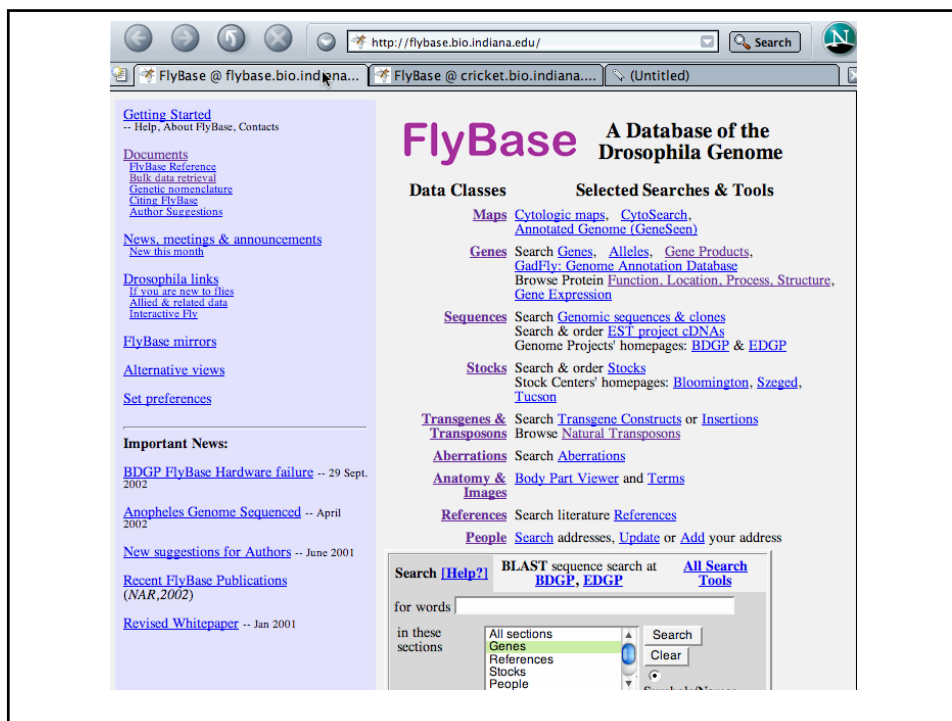 http://flybase.bio.indiana.edu/
Search
N
FlyBase @ flybase.bio.indiana...
FlyBase @ cricket.bio.indiana....
(Untitled)
Getting Started
-- Help, About FlyBase, Contacts
Documents
FlyBase Reference
Bulk data retrieval
Genetic nomenclature
Citing FlyBase
Author Suggestions
News, meetings & announcements
New this month
Drosophila links
If you are new to flies
Allied & related data
Interactive Fly
FlyBase mirrors
Alternative views
Set preferences
Important News:
BDGP FlyBase Hardware failure -- 29 Sept.
2002
Anopheles Genome Sequenced -- April
2002
New suggestions for Authors -- June 2001
Recent FlyBase Publications
(NAR,2002)
Revised Whitepaper -- Jan 2001
FlyBase
A Database of the
Drosophila Genome
Data Classes Selected Searches & Tools
Maps Cytologic maps, CytoSearch,
Annotated Genome (GeneSeen)
Genes Search Genes, Alleles, Gene Products,
GadFly: Genome Annotation Database
Browse Protein Function, Location, Process, Structure,
Gene Expression
Sequences Search Genomic sequences & clones
Search & order EST project cDNAs
Genome Projects' homepages: BDGP & EDGP
Stocks Search & order Stocks
Stock Centers' homepages: Bloomington, Szeged,
Tucson
Transgenes & Search Transgene Constructs or Insertions
Transposons Browse Natural Transposons
Aberrations Search Aberrations
Anatomy & Body Part Viewer and Terms
Images
References Search literature References
People Search addresses, Update or Add your address
Search [Help?]
BLAST sequence search at
BDGP, EDGP
All Search
Tools
for words
in these
sections
All sections
Genes
References
Stocks
People
Search
Clear
Symbols/Names